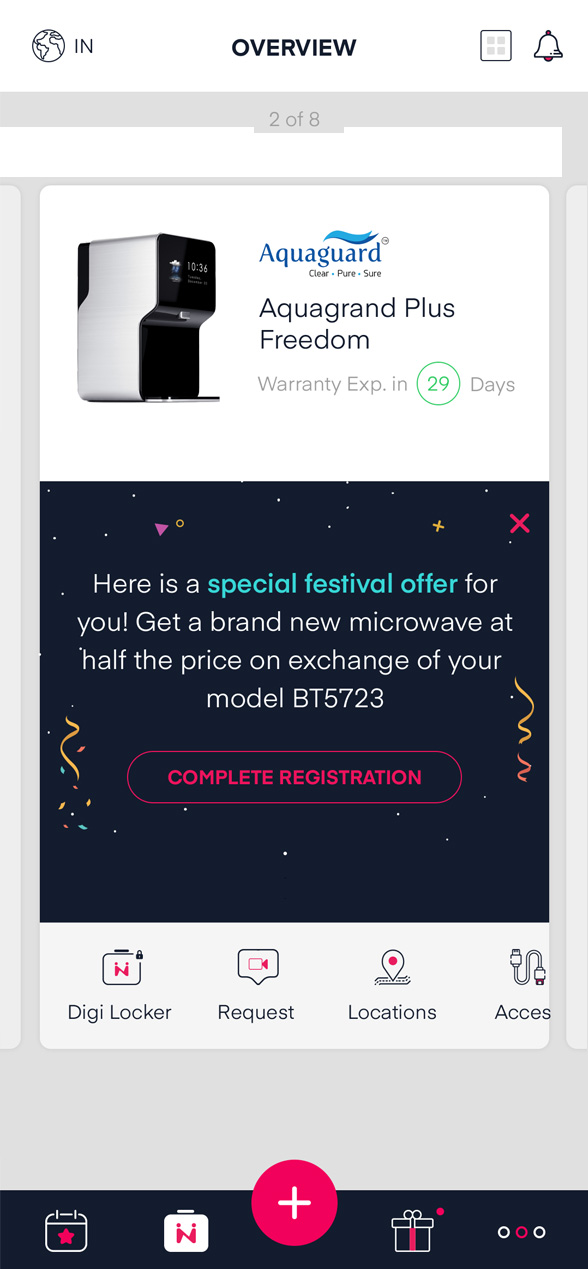 IN
OVERVIEW
2 of 8
10:36
Aquaguard
Clear • Pure • Sure
Aquagrand Plus
Freedom
Warranty Exp. in 29 Days
Here is a special festival offer for
you! Get a brand new microwave at
half the price on exchange of your
model BT5723
COMPLETE REGISTRATION
Digi Locker
Request
Locations
Acces